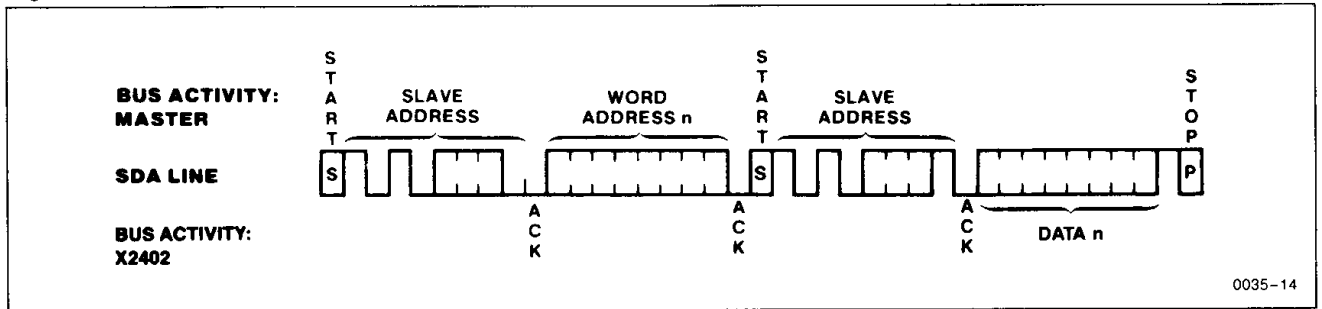 START
START
STOP
BUS ACTIVITY:
MASTER
SLAVE
ADDRESS
WORD
ADDRESS n
SLAVE
ADDRESS
SDA LINE
S
S
P
BUS ACTIVITY:
X2402
ACK
ACK
ACK
DATA n
0035-14